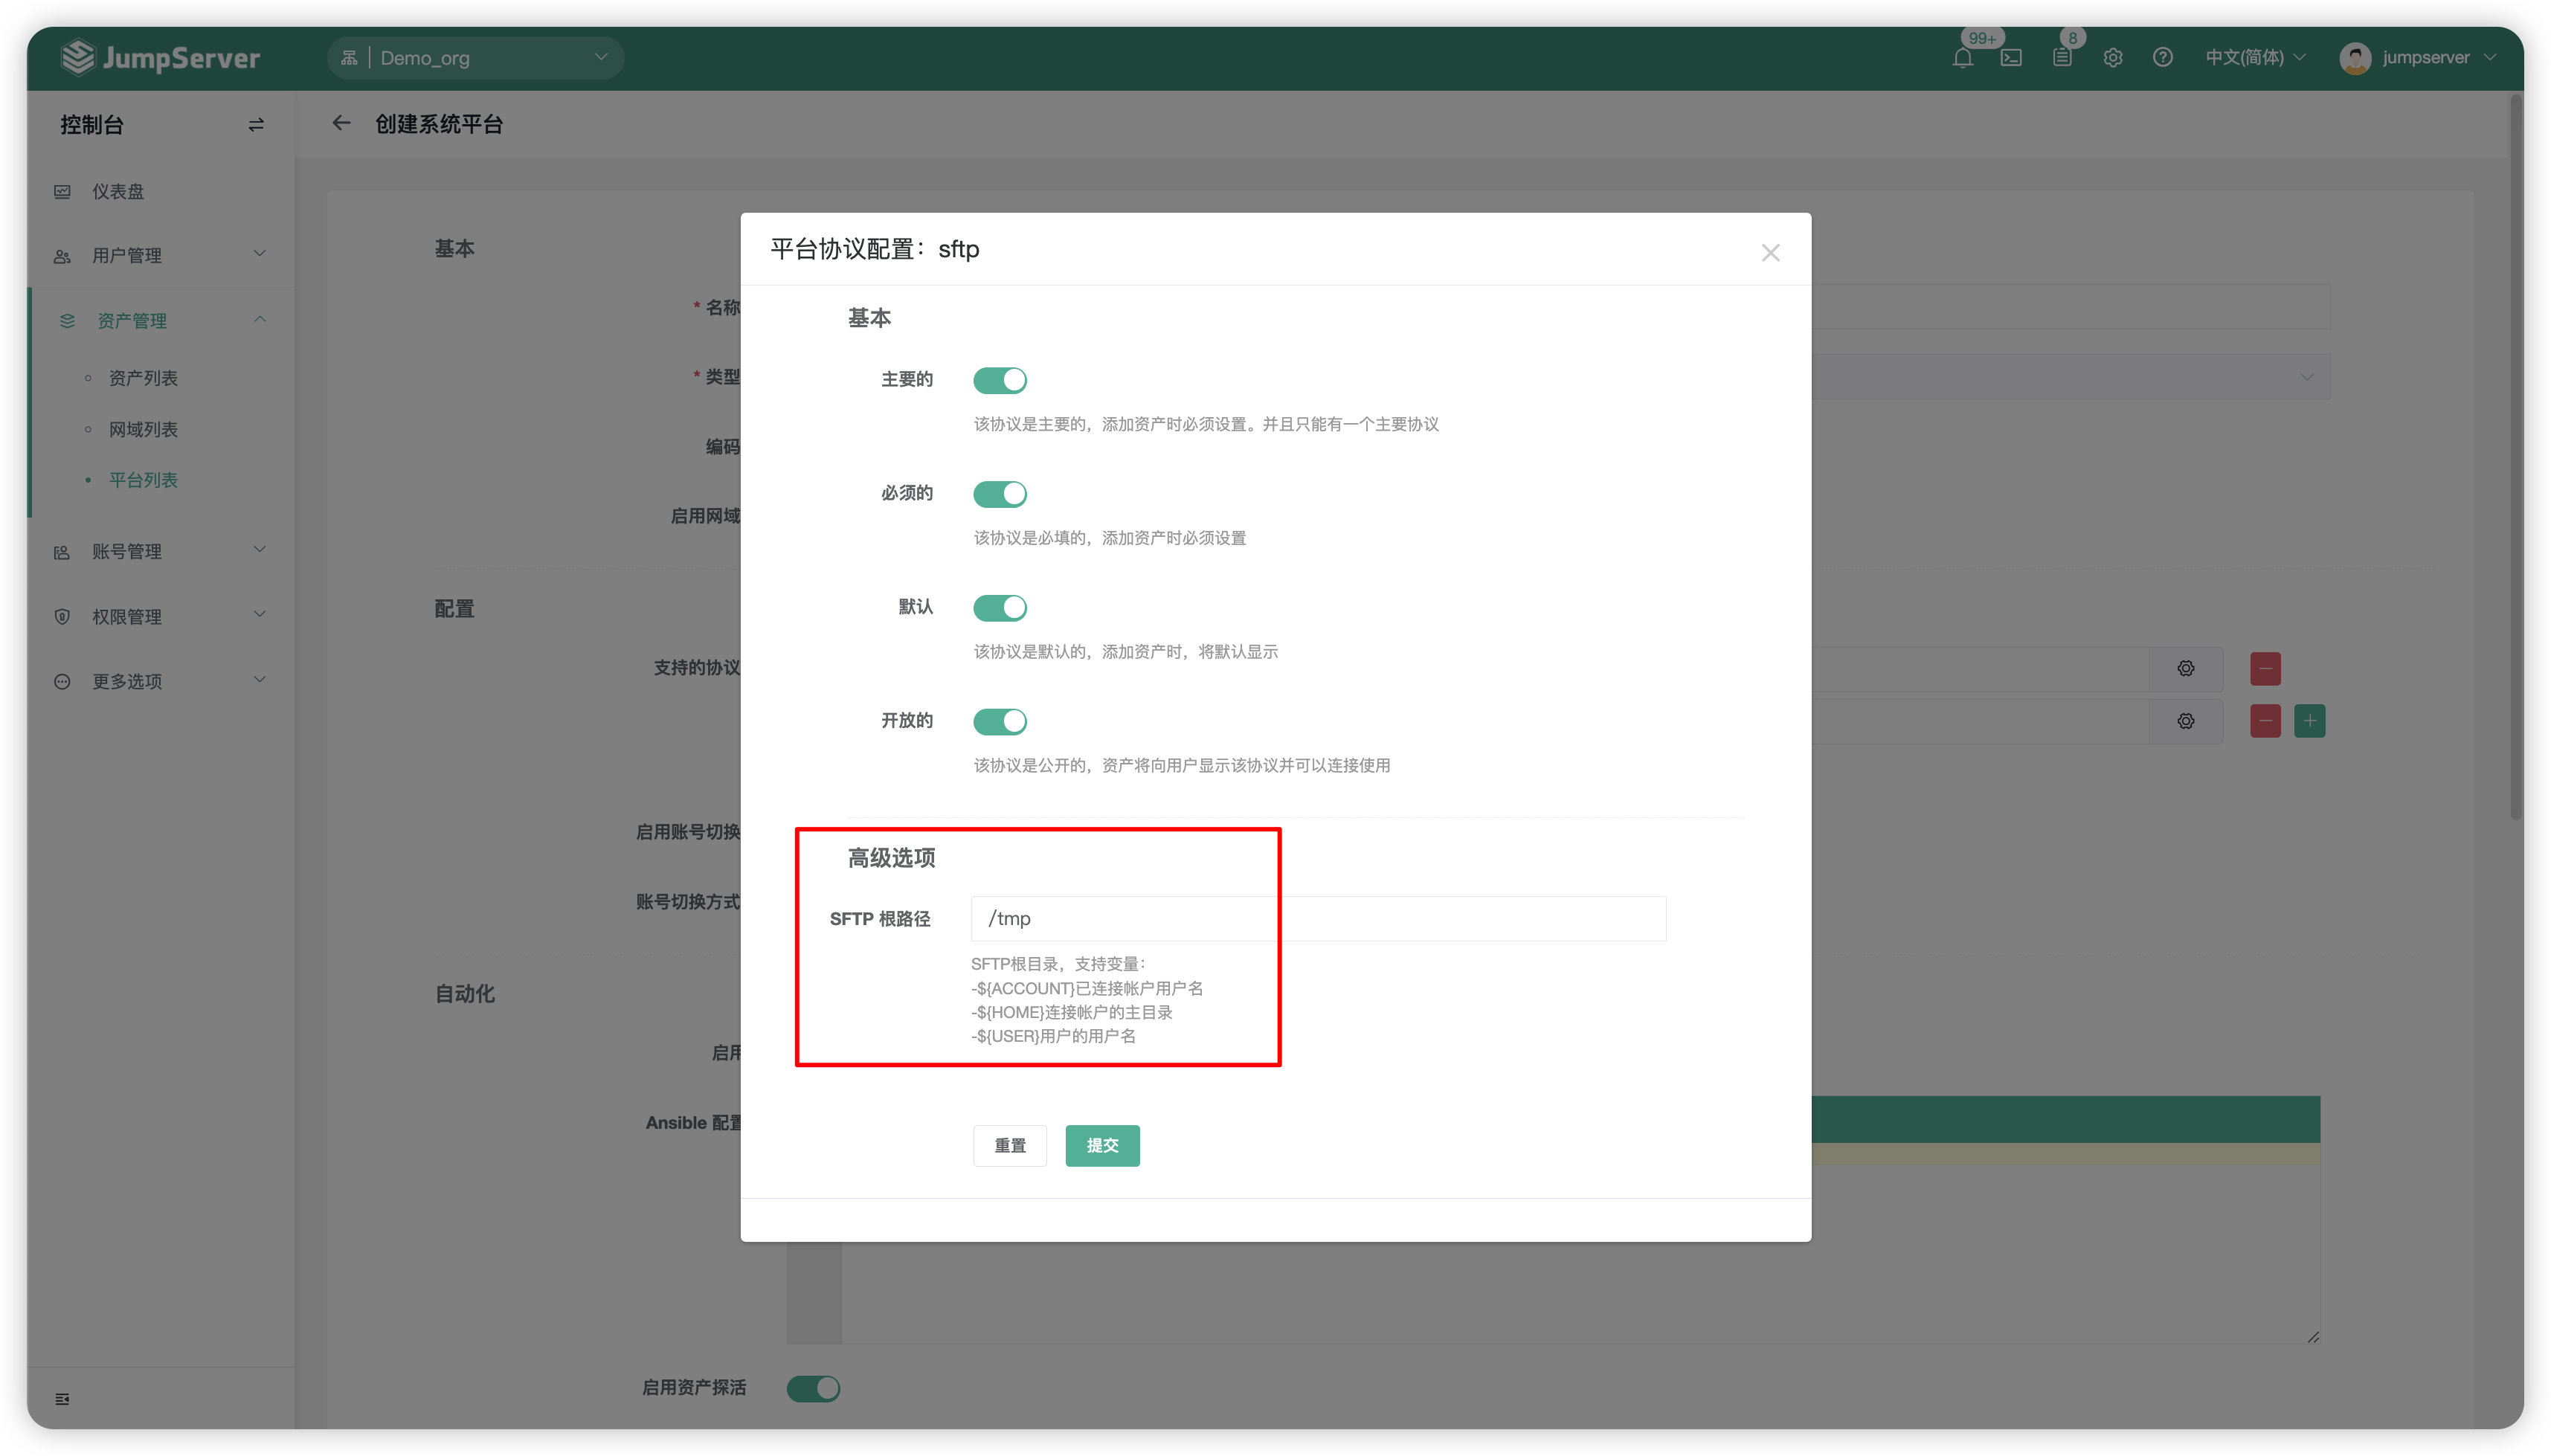 JumpServer
Demo_org
99+
8
中文(简体)
jumpserver
控制台
创建系统平台
仪表盘
用户管理
资产管理
资产列表
网域列表
平台列表
账号管理
权限管理
更多选项
基本
* 名称
* 类型
编码
启用网域
配置
支持的协议
启用账号切换
账号切换方式
自动化
启用
Ansible 配置
启用资产探活
平台协议配置：sftp
基本
主要的
该协议是主要的，添加资产时必须设置。并且只能有一个主要协议
必须的
该协议是必填的，添加资产时必须设置
默认
该协议是默认的，添加资产时，将默认显示
开放的
该协议是公开的，资产将向用户显示该协议并可以连接使用
高级选项
SFTP 根路径
/tmp
SFTP根目录，支持变量：
-${ACCOUNT}已连接帐户用户名
-${HOME}连接帐户的主目录
-${USER}用户的用户名
重置
提交